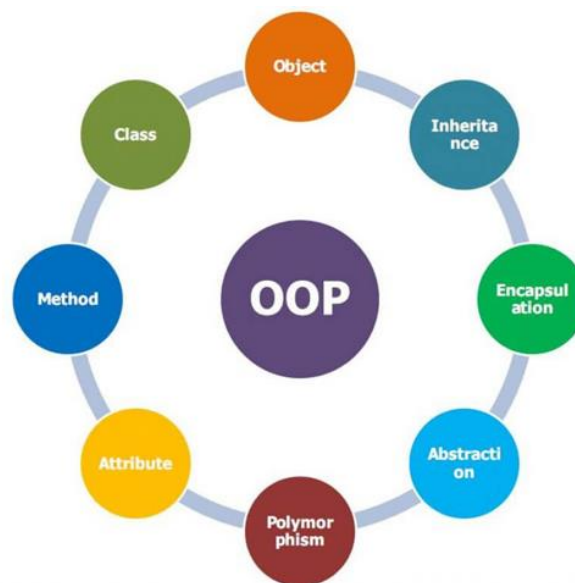 Object
Inherita
nce
Encapsul
ation
Abstracti
on
Polymor
phism
Attribute
Method
Class
OOP